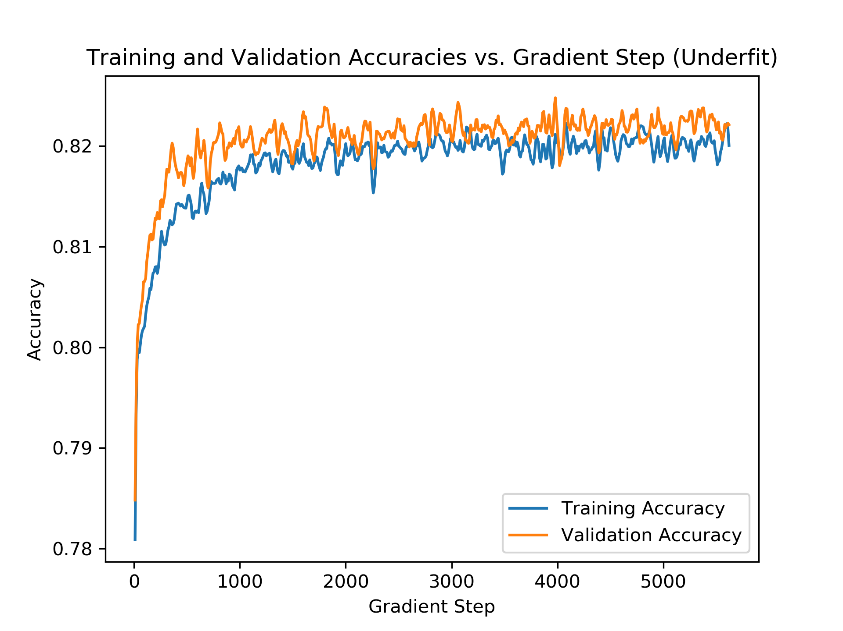 Training and Validation Accuracies vs. Gradient Step (Underfit)
0.82
0.81
0.80
0.79
0.78
Accuracy
Training Accuracy
Validation Accuracy
0 1000 2000 3000 4000 5000
Gradient Step